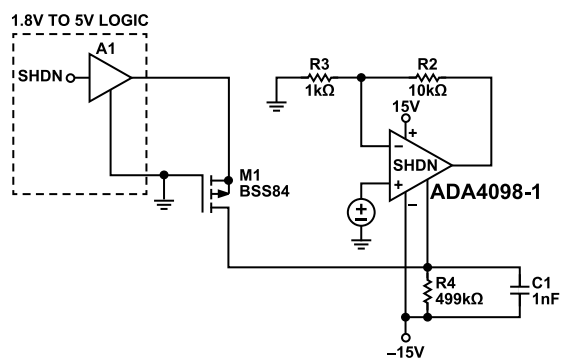 1.8V TO 5V LOGIC
A1
SHDN
R3
1kΩ
R2
10kΩ
15V
+
−
SHDN
+
−
ADA4098-1
M1
BSS84
+
−
R4
499kΩ
C1
1nF
−15V